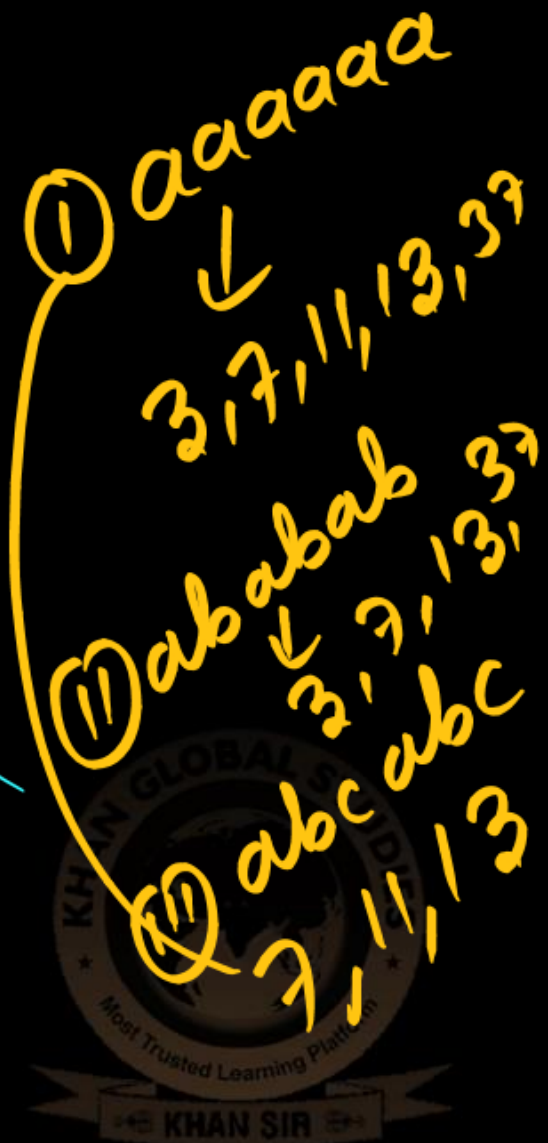 ① aaaaaa
↓
3, 7, 11, 13, 37
⑪ ababab
↓
3, 7, 13, 37
⑪| abcabc
7, 11, 13
KHAN GLOBAL STUDIES
Most Trusted Learning Platform
KHAN SIR